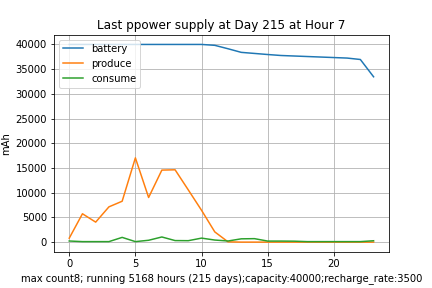 Last ppower supply at Day 215 at Hour 7
40000
35000
30000
25000
20000
15000
10000
5000
0
mAh
battery
produce
consume
0 5 10 15 20
max count8; running 5168 hours (215 days);capacity:40000;recharge_rate:3500